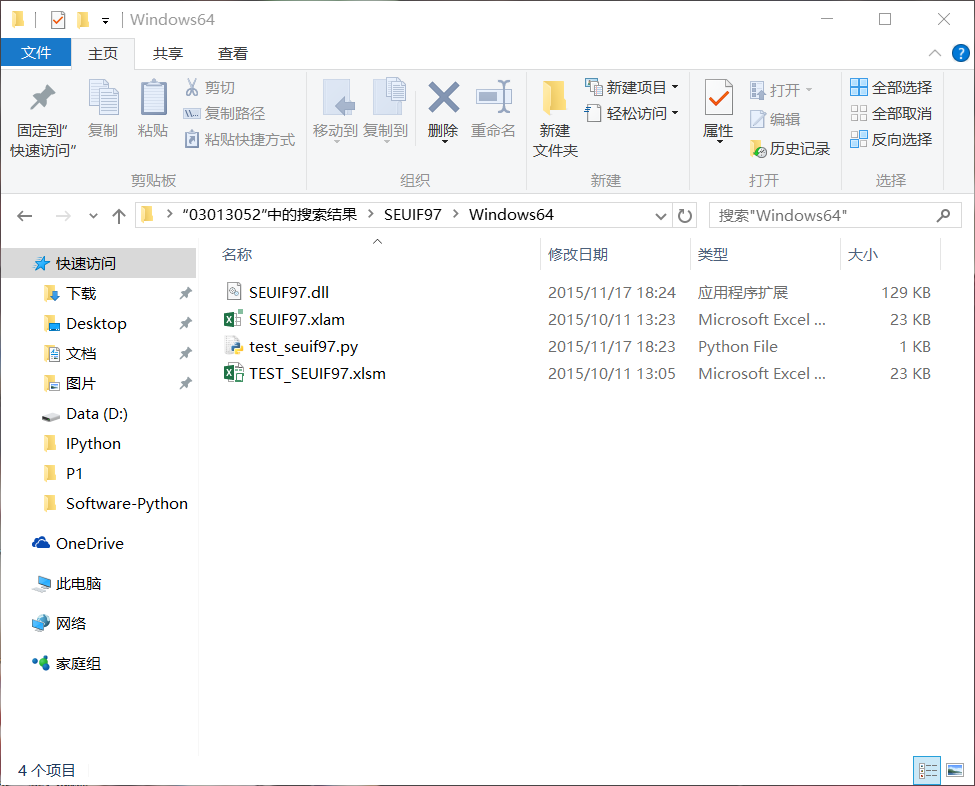 Windows64
文件 主页 共享 查看
固定到"快速访问"
复制
粘贴
剪切
复制路径
粘贴快捷方式
剪贴板
移动到 复制到 删除 重命名
组织
新建文件夹
新建项目
轻松访问
新建
属性
打开
编辑
历史记录
打开
全部选择
全部取消
反向选择
选择
"03013052"中的搜索结果 SEUIF97 Windows64
搜索"Windows64"
名称 修改日期 类型 大小
SEUIF97.dll 2015/11/17 18:24 应用程序扩展 129 KB
SEUIF97.xlam 2015/10/11 13:23 Microsoft Excel ... 23 KB
test_seuif97.py 2015/11/17 18:23 Python File 1 KB
TEST_SEUIF97.xlsm 2015/10/11 13:05 Microsoft Excel ... 23 KB
快速访问
下载
Desktop
文档
图片
Data (D:)
IPython
P1
Software-Python
OneDrive
此电脑
网络
家庭组
4 个项目